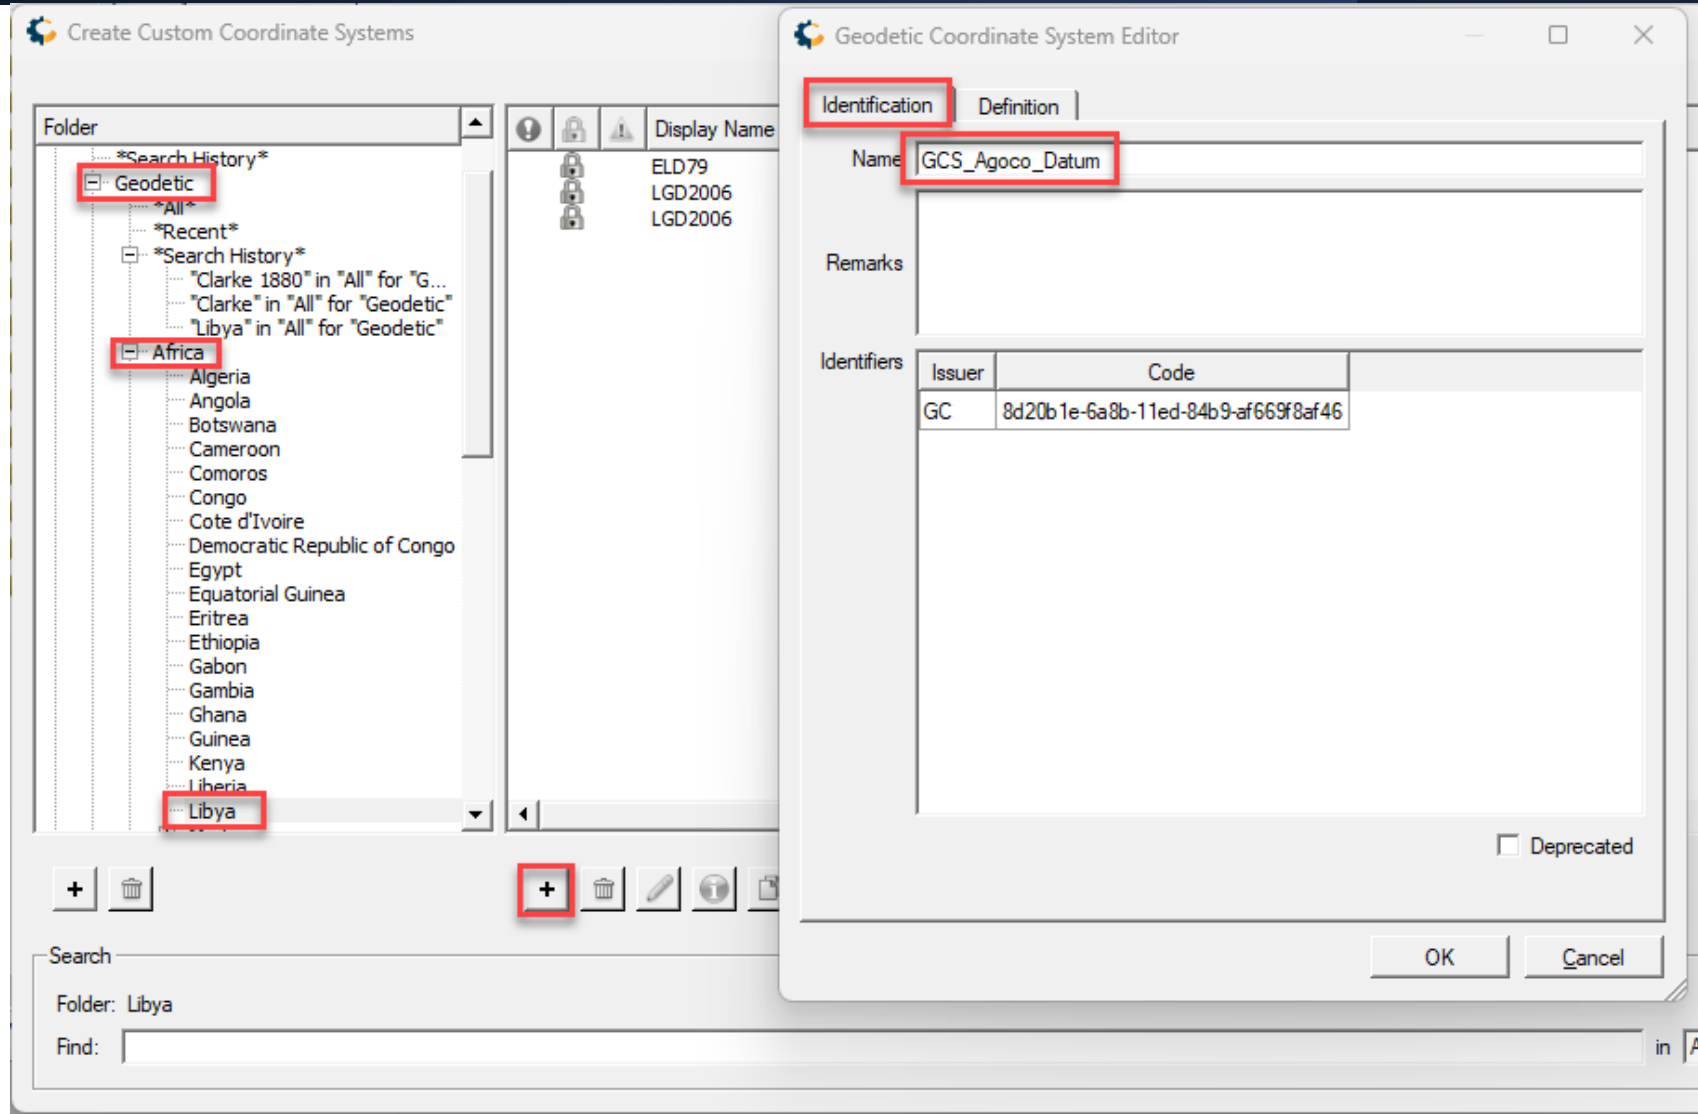 Create Custom Coordinate Systems
Folder
*Search History*
Geodetic
*All*
*Recent*
*Search History*
"Clarke 1880" in "All" for "G...
"Clarke" in "All" for "Geodetic"
"Libya" in "All" for "Geodetic"
Africa
Algeria
Angola
Botswana
Cameroon
Comoros
Congo
Cote d'Ivoire
Democratic Republic of Congo
Egypt
Equatorial Guinea
Eritrea
Ethiopia
Gabon
Gambia
Ghana
Guinea
Kenya
Liberia
Libya
Display Name
ELD79
LGD2006
LGD2006
Search
Folder: Libya
Find:
in
Geodetic Coordinate System Editor
Identification Definition
Name GCS_Agoco_Datum
Remarks
Identifiers
Issuer Code
GC 8d20b1e-6a8b-11ed-84b9-af669f8af46
Deprecated
OK Cancel